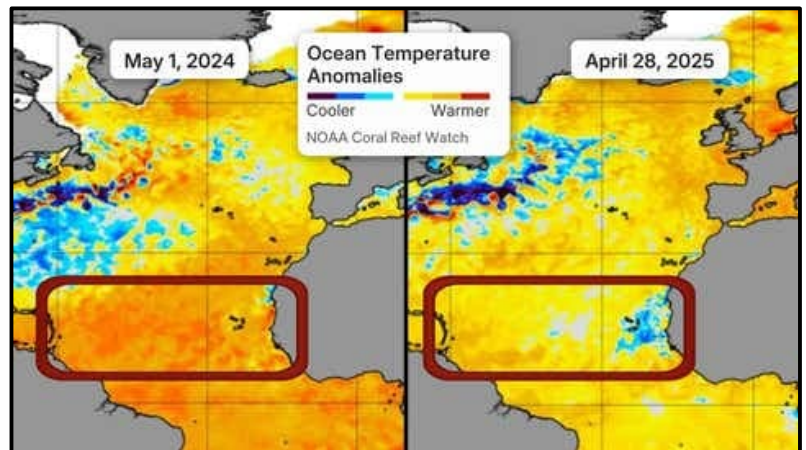 May 1, 2024
Ocean Temperature
Anomalies
Cooler Warmer
NOAA Coral Reef Watch
April 28, 2025